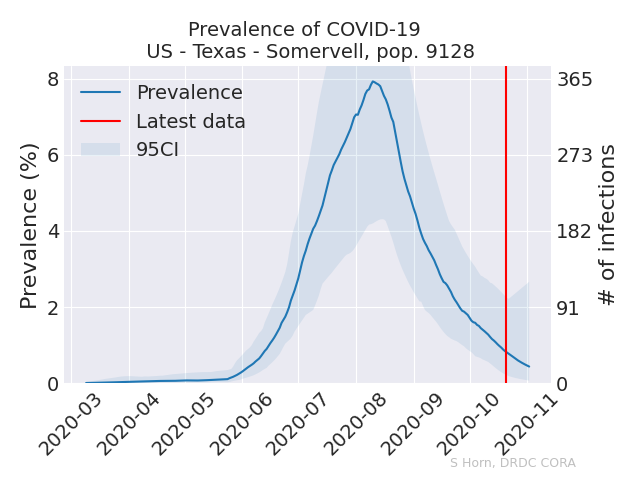 Prevalence of COVID-19
US - Texas - Somervell, pop. 9128
Prevalence
Latest data
95CI
Prevalence (%)
8
6
4
2
0
# of infections
365
273
182
91
0
2020-03
2020-04
2020-05
2020-06
2020-07
2020-08
2020-09
2020-10
2020-11
S Horn, DRDC CORA